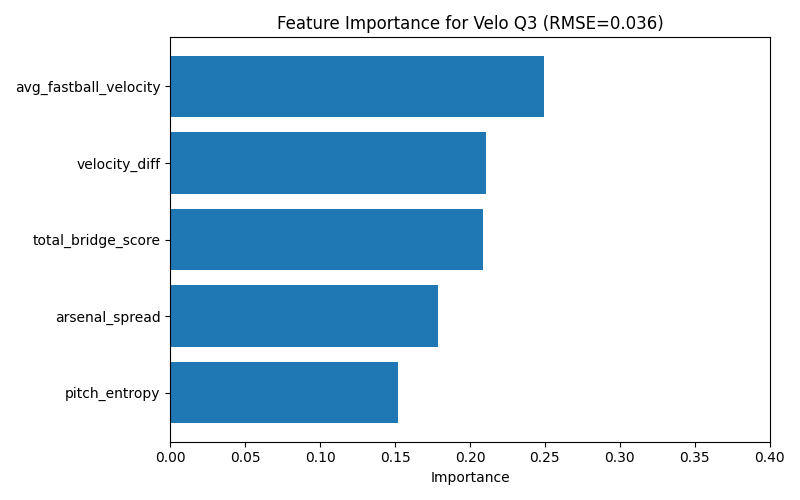 Feature Importance for Velo Q3 (RMSE=0.036)
avg_fastball_velocity
velocity_diff
total_bridge_score
arsenal_spread
pitch_entropy
0.00 0.05 0.10 0.15 0.20 0.25 0.30 0.35 0.40
Importance